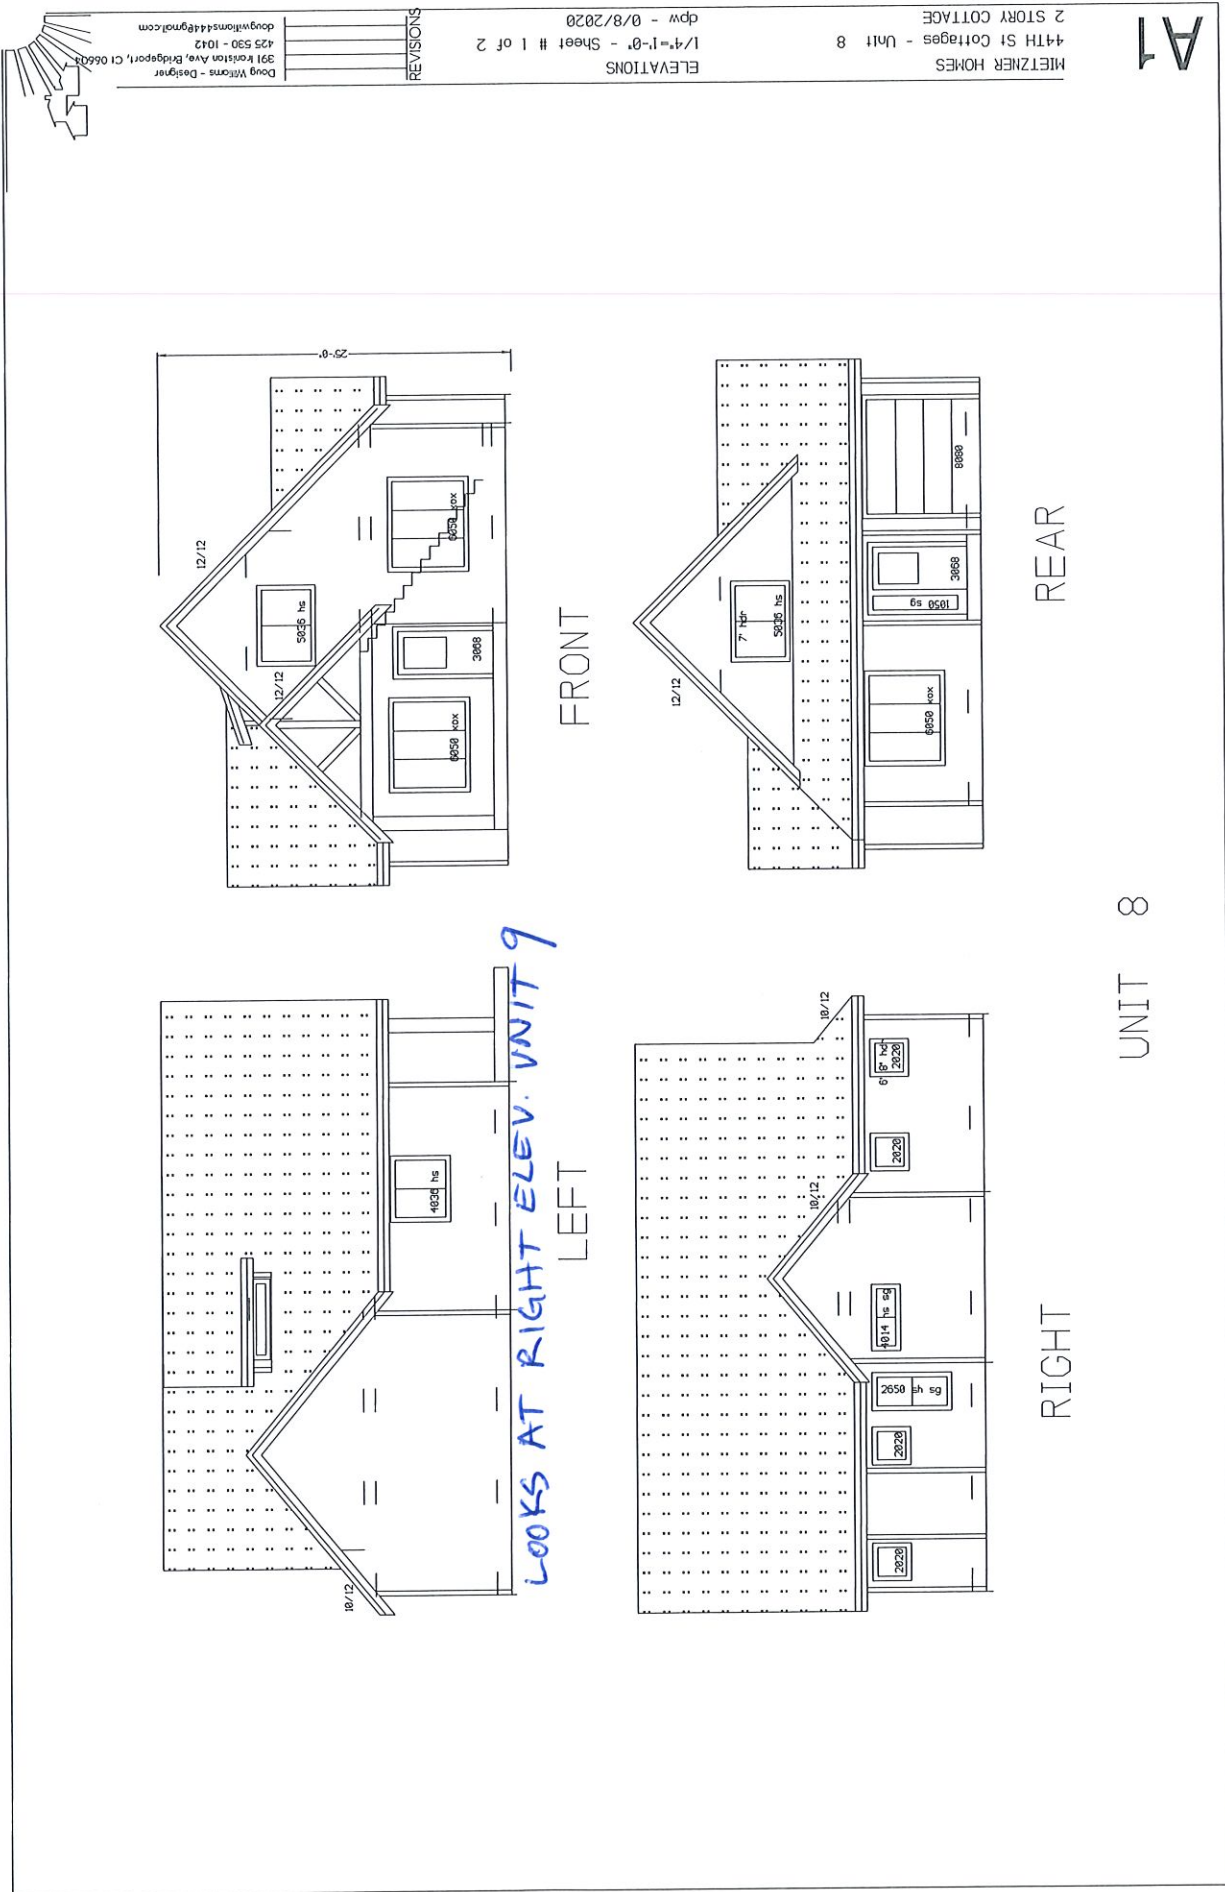 MIETZNER HOMES
44TH St Cottages - Unit 8
2 STORY COTTAGE
ELEVATIONS
1/4"=1'-0" - Sheet # 1 of 2
dpw - 0/8/2020
REVISIONS
Doug Williams - Designer
391 Iranistan Ave, Bridgeport, Ct 06604
425 530 - 1042
dougwilliams4444@gmail.com
A1
10/12
4036 hs
LOOKS AT RIGHT ELEV. UNIT 9
LEFT
12/12
12/12
5036 hs
6050 xox
3068
6050 xox
25'-0"
FRONT
2020
2020
2650 sh sg
4014 hs sg
10/12
2020
6' 8" hdr
2020
10/12
RIGHT
12/12
7' hdr
5036 hs
6050 xox
1050 sg
3068
8080
REAR
UNIT 8